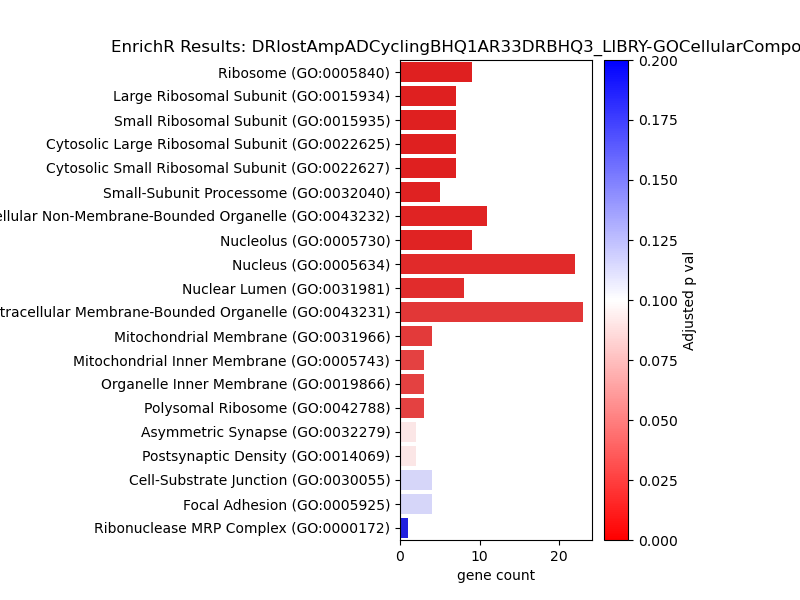 EnrichR Results: DRlostAmpADCyclingBHQ1AR33DRBHQ3_LIBRY-GOCellularCompo
Ribosome (GO:0005840)
Large Ribosomal Subunit (GO:0015934)
Small Ribosomal Subunit (GO:0015935)
Cytosolic Large Ribosomal Subunit (GO:0022625)
Cytosolic Small Ribosomal Subunit (GO:0022627)
Small-Subunit Processome (GO:0032040)
ellular Non-Membrane-Bounded Organelle (GO:0043232)
Nucleolus (GO:0005730)
Nucleus (GO:0005634)
Nuclear Lumen (GO:0031981)
tracellular Membrane-Bounded Organelle (GO:0043231)
Mitochondrial Membrane (GO:0031966)
Mitochondrial Inner Membrane (GO:0005743)
Organelle Inner Membrane (GO:0019866)
Polysomal Ribosome (GO:0042788)
Asymmetric Synapse (GO:0032279)
Postsynaptic Density (GO:0014069)
Cell-Substrate Junction (GO:0030055)
Focal Adhesion (GO:0005925)
Ribonuclease MRP Complex (GO:0000172)
0 10 20
gene count
0.200
0.175
0.150
0.125
0.100
0.075
0.050
0.025
0.000
Adjusted p val